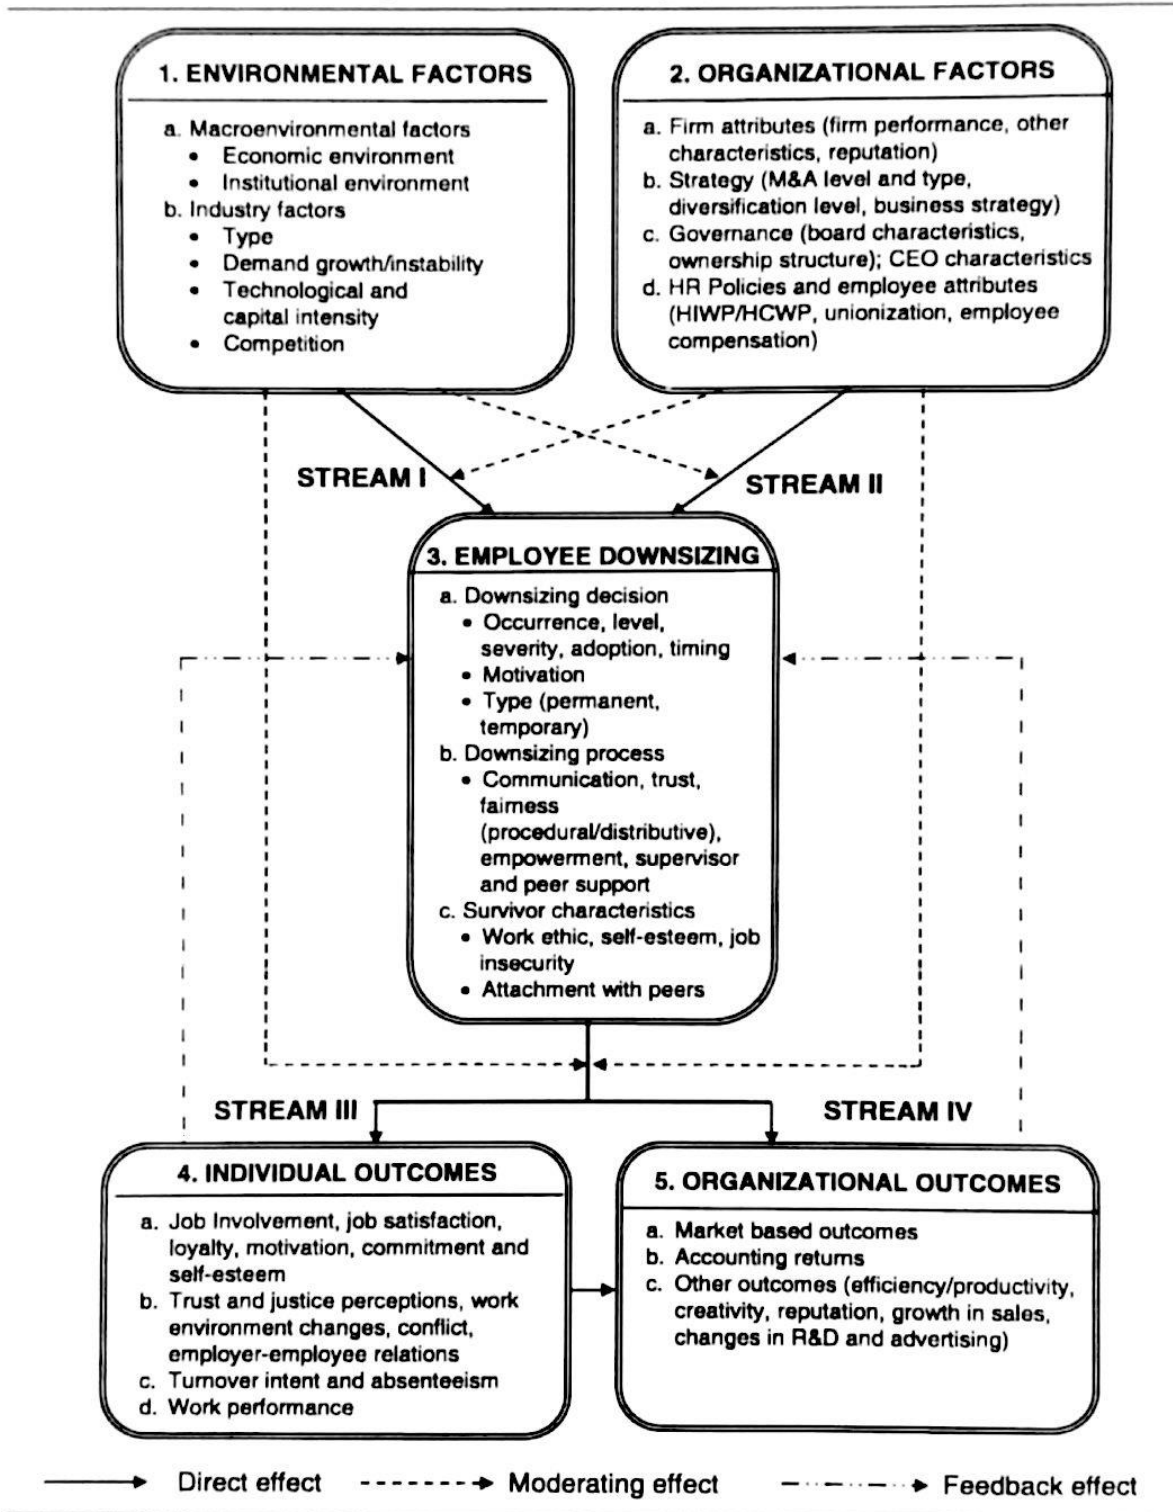 1. ENVIRONMENTAL FACTORS
a. Macroenvironmental factors
• Economic environment
• Institutional environment
b. Industry factors
• Type
• Demand growth/instability
• Technological and
capital intensity
• Competition
2. ORGANIZATIONAL FACTORS
a. Firm attributes (firm performance, other
characteristics, reputation)
b. Strategy (M&A level and type,
diversification level, business strategy)
c. Governance (board characteristics,
ownership structure); CEO characteristics
d. HR Policies and employee attributes
(HIWP/HCWP, unionization, employee
compensation)
STREAM I
STREAM II
3. EMPLOYEE DOWNSIZING
a. Downsizing decision
• Occurrence, level,
severity, adoption, timing
• Motivation
• Type (permanent,
temporary)
b. Downsizing process
• Communication, trust,
fairness
(procedural/distributive),
empowerment, supervisor
and peer support
c. Survivor characteristics
• Work ethic, self-esteem, job
insecurity
• Attachment with peers
STREAM III
STREAM IV
4. INDIVIDUAL OUTCOMES
a. Job Involvement, job satisfaction,
loyalty, motivation, commitment and
self-esteem
b. Trust and justice perceptions, work
environment changes, conflict,
employer-employee relations
c. Turnover intent and absenteeism
d. Work performance
5. ORGANIZATIONAL OUTCOMES
a. Market based outcomes
b. Accounting returns
c. Other outcomes (efficiency/productivity,
creativity, reputation, growth in sales,
changes in R&D and advertising)
Direct effect
Moderating effect
Feedback effect